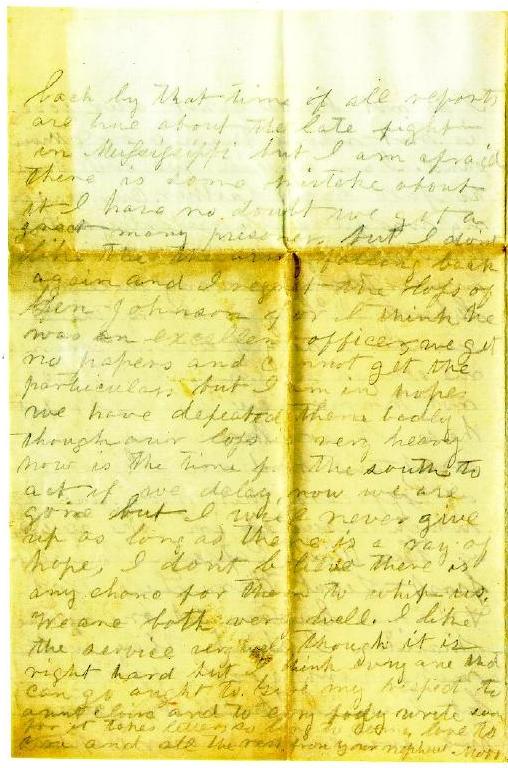 back by that time if all reports
are true about the late fight
in Mississippi but I am afraid
there is some mistake about
it I have no doubt we got a
great many prisoners but I don't
like the falling back
again and I regret the loss of
Gen Johnson for I think he
was an excellent officer, we get
no papers and cannot get the
particulars but I am in hopes
we have defeated them badly
though our loss is very heavy
now is the time for the south to
act if we delay now we are
gone but I will never give
up as long as there is a ray of
hope, I don't believe there is
any chance for them to whip us.
We are both very well. I like
the service very well though it is
right hard but I think every one that
can go ought to. Give my respect to
aunt and to every body write soon
for it takes letters so long to come love to
and all the rest from your nephew